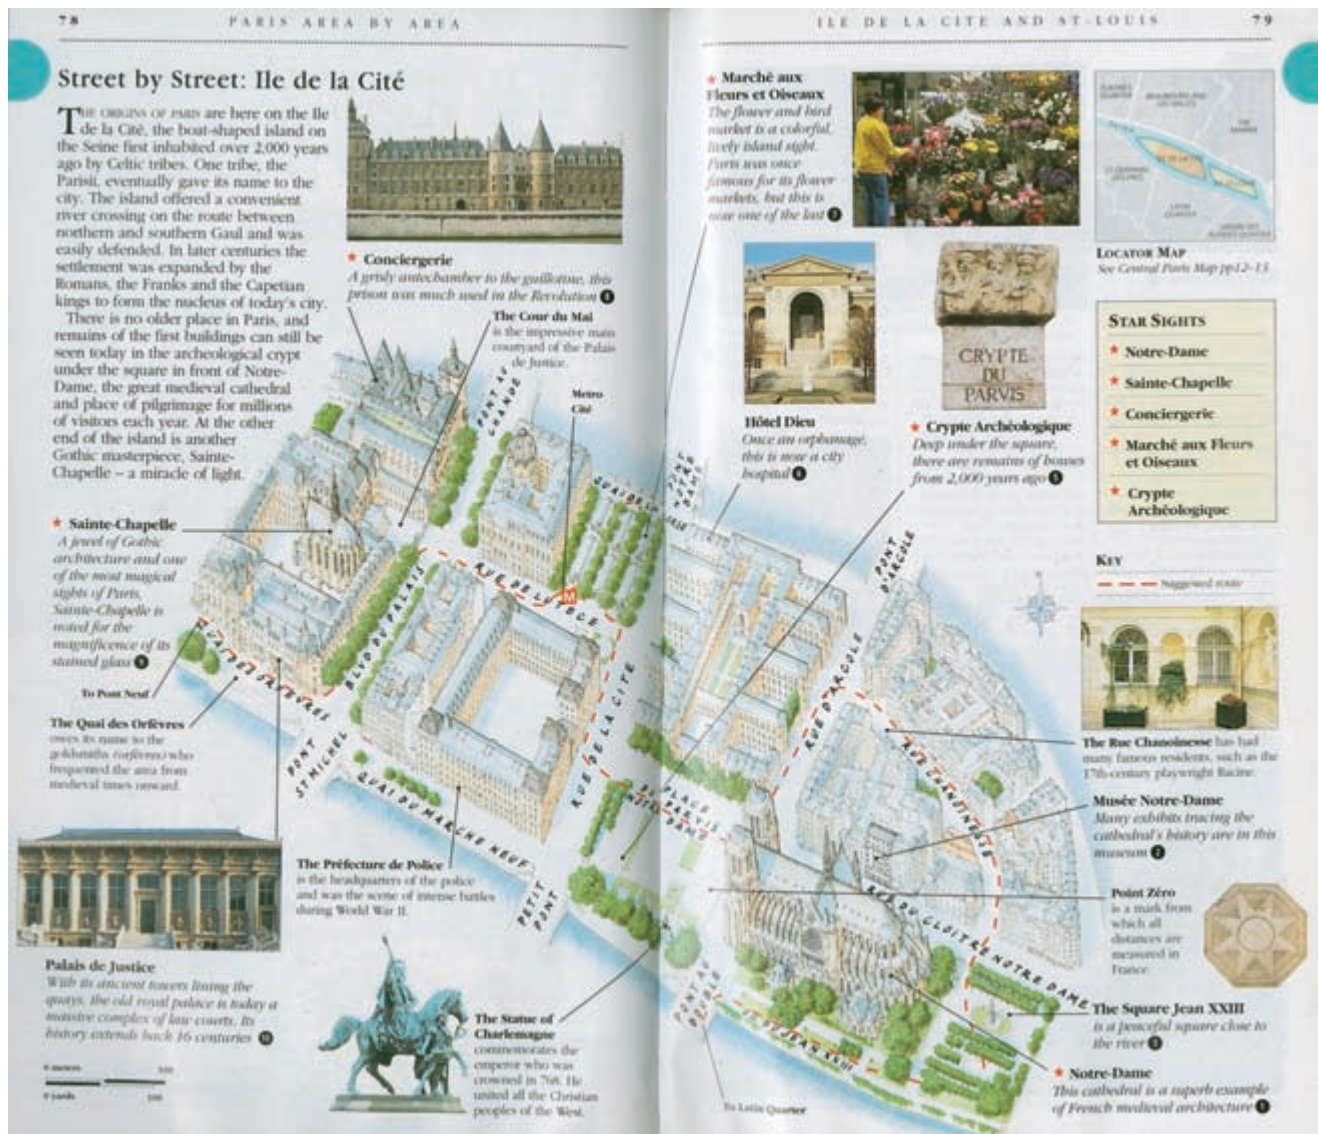 78
PARIS AREA BY AREA
Street by Street: Ile de la Cité
THE ORIGINS OF PARIS are here on the Ile
de la Cité, the boat-shaped island on
the Seine first inhabited over 2,000 years
ago by Celtic tribes. One tribe, the
Parisii, eventually gave its name to the
city. The island offered a convenient
river crossing on the route between
northern and southern Gaul and was
easily defended. In later centuries the
settlement was expanded by the
Romans, the Franks and the Capetian
kings to form the nucleus of today's city.
There is no older place in Paris, and
remains of the first buildings can still be
seen today in the archeological crypt
under the square in front of Notre-
Dame, the great medieval cathedral
and place of pilgrimage for millions
of visitors each year. At the other
end of the island is another
Gothic masterpiece, Sainte-
Chapelle – a miracle of light.
★ Conciergerie
A grisly antechamber to the guillotine, this
prison was much used in the Revolution 8
The Cour du Mai
is the impressive main
courtyard of the Palais
de Justice.
Metro
Cité
★ Sainte-Chapelle
A jewel of Gothic
architecture and one
of the most magical
sights of Paris,
Sainte-Chapelle is
noted for the
magnificence of its
stained glass 9
To Pont Neuf
The Quai des Orfèvres
owes its name to the
goldsmiths (orfèvres) who
frequented the area from
medieval times onward.
Palais de Justice
With its ancient towers lining the
quays, the old royal palace is today a
massive complex of law courts. Its
history extends back 16 centuries 10
0 meters 100
0 yards 100
The Préfecture de Police
is the headquarters of the police
and was the scene of intense battles
during World War II.
The Statue of
Charlemagne
commemorates the
emperor who was
crowned in 768. He
united all the Christian
peoples of the West.
PONT AU
CHANGE
RUE DE LUTECE
M
BLVD DU PALAIS
QUAI DES ORFEVRES
PONT
ST MICHEL
QUAI DU MARCHE NEUF
PETIT
PONT
RUE DE LA CITE
ILE DE LA CITE AND ST-LOUIS
79
★ Marché aux
Fleurs et Oiseaux
The flower and bird
market is a colorful,
lively island sight.
Paris was once
famous for its flower
markets, but this is
now one of the last 7
Hôtel Dieu
Once an orphanage,
this is now a city
hospital 6
CRYPTE
DU
PARVIS
★ Crypte Archéologique
Deep under the square,
there are remains of houses
from 2,000 years ago 5
LOCATOR MAP
See Central Paris Map pp12–13
STAR SIGHTS
★ Notre-Dame
★ Sainte-Chapelle
★ Conciergerie
★ Marché aux Fleurs
et Oiseaux
★ Crypte
Archéologique
KEY
Suggested route
PONT
NOTRE
DAME
PONT
D'ARCOLE
RUE D'ARCOLE
RUE CHANOINESSE
RUE DU CLOITRE NOTRE DAME
The Rue Chanoinesse has had
many famous residents, such as the
17th-century playwright Racine.
Musée Notre-Dame
Many exhibits tracing the
cathedral's history are in this
museum 2
Point Zéro
is a mark from
which all
distances are
measured in
France.
The Square Jean XXIII
is a peaceful square close to
the river 3
★ Notre-Dame
This cathedral is a superb example
of French medieval architecture 1
To Latin Quarter